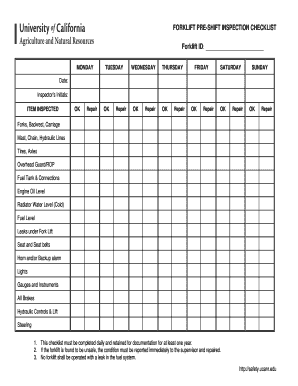 University of California
Agriculture and Natural Resources
FORKLIFT PRE-SHIFT INSPECTION CHECKLIST
Forklift ID:
MONDAY TUESDAY WEDNESDAY THURSDAY FRIDAY SATURDAY SUNDAY
Date:
Inspector's Initials:
ITEM INSPECTED OK Repair OK Repair OK Repair OK Repair OK Repair OK Repair OK Repair
Forks, Backrest, Carriage
Mast, Chain, Hydraulic Lines
Tires, Axles
Overhead Guard/ROP
Fuel Tank & Connections
Engine Oil Level
Radiator Water Level (Cold)
Fuel Level
Leaks under Fork Lift
Seat and Seat belts
Horn and/or Backup alarm
Lights
Gauges and Instruments
All Brakes
Hydraulic Controls & Lift
Steering
1. This checklist must be completed daily and retained for documentation for at least one year.
2. If the forklift is found to be unsafe, the condition must be reported immediately to the supervisor and repaired.
3. No forklift shall be operated with a leak in the fuel system.
http://safety.ucanr.edu